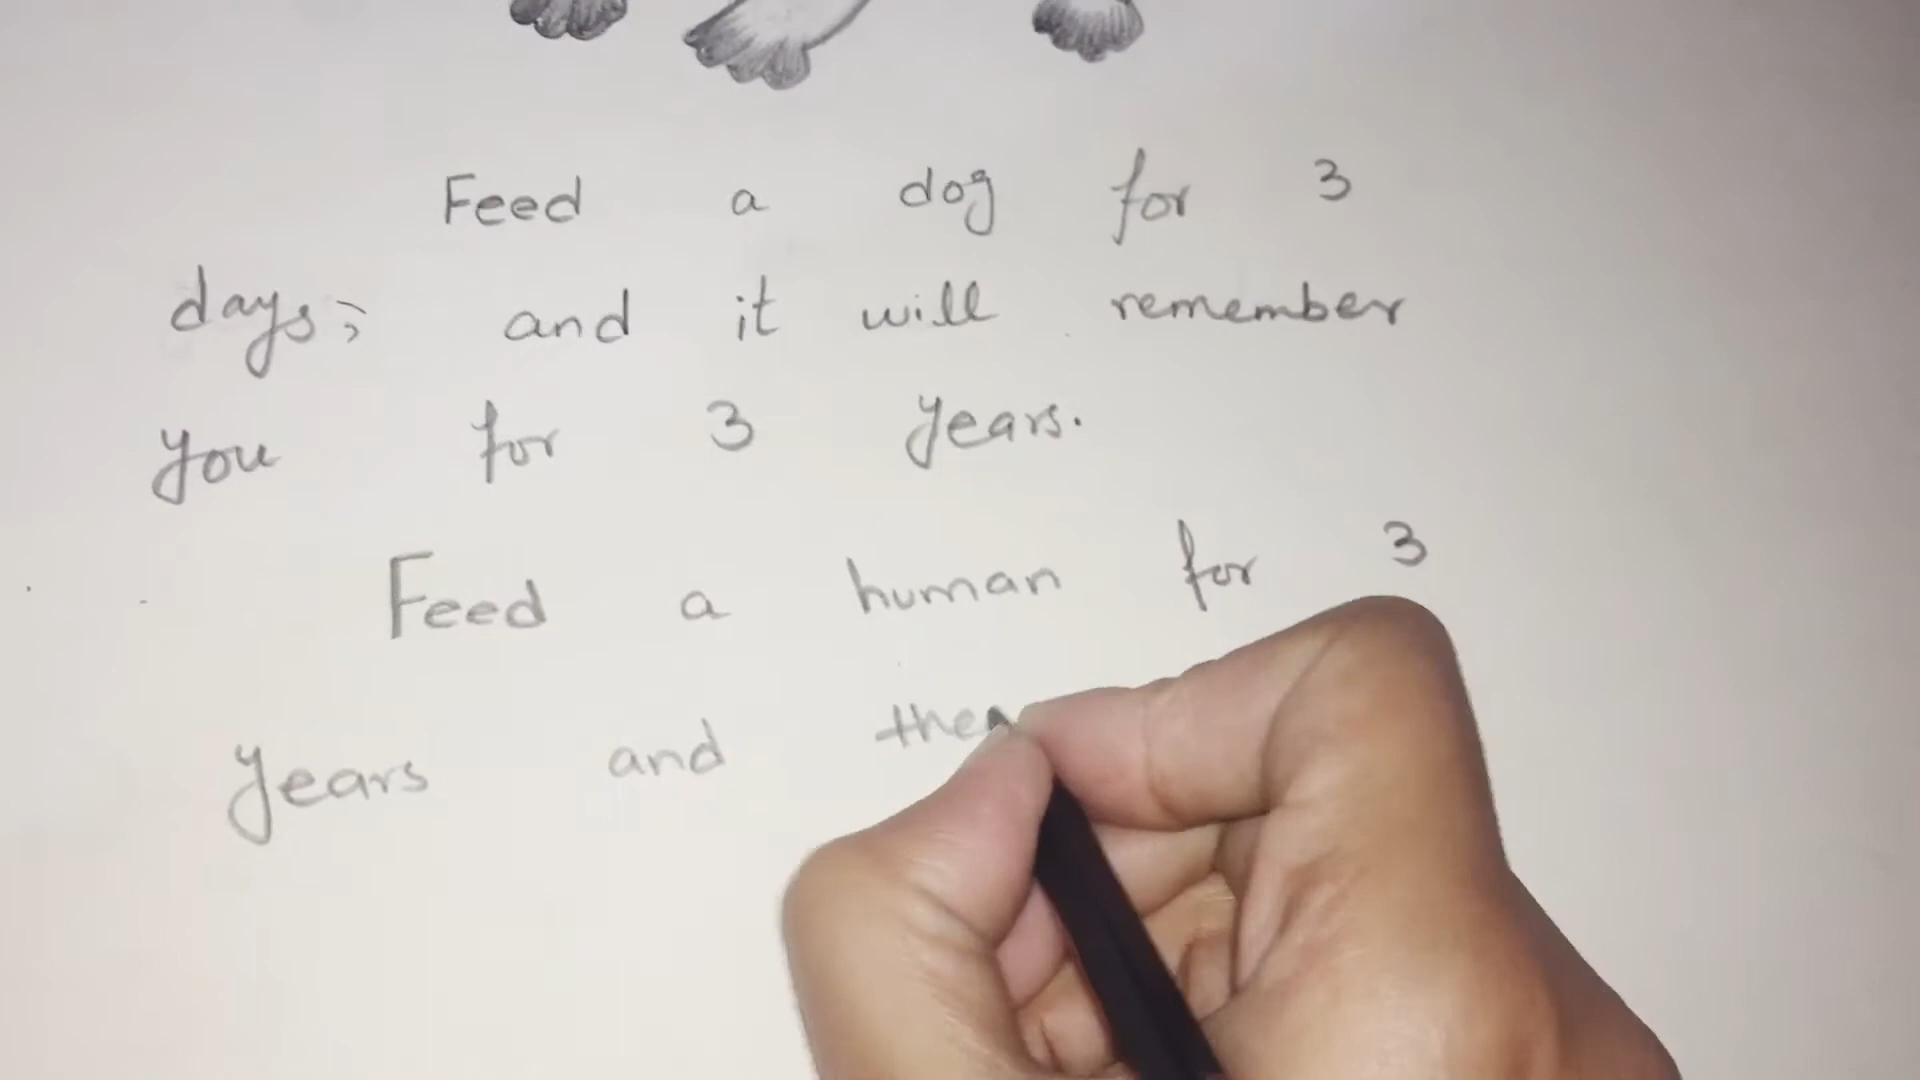 Feed a dog for 3
days, and it will remember
you for 3 years.
Feed a human for 3
years and